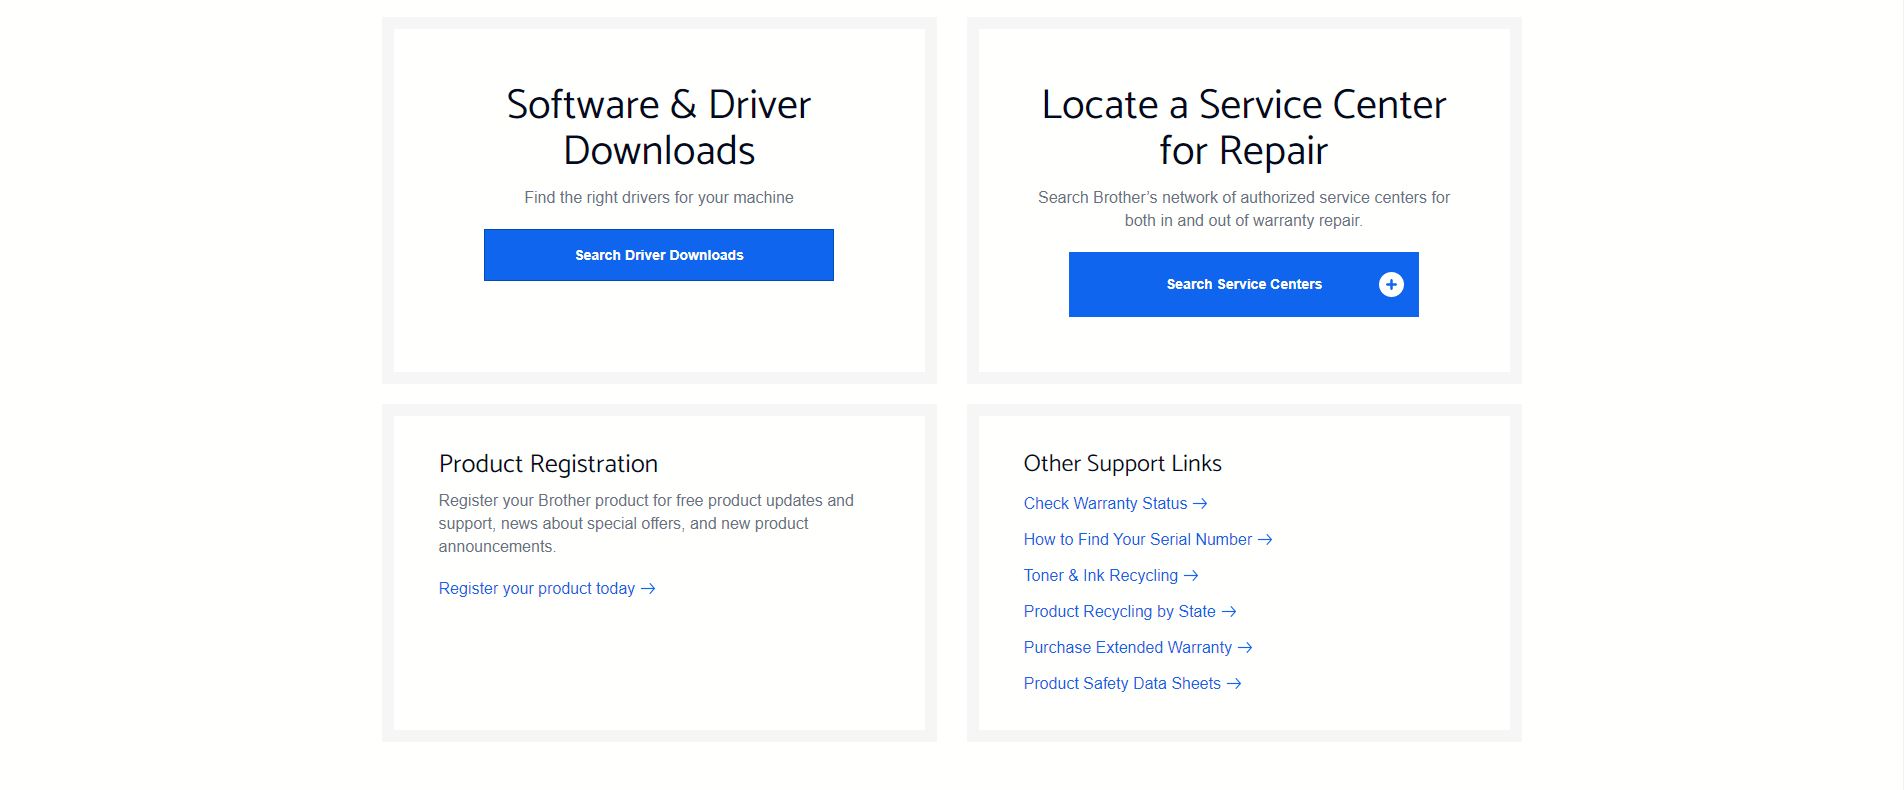 Software & Driver
Downloads
Find the right drivers for your machine
Search Driver Downloads
Locate a Service Center
for Repair
Search Brother’s network of authorized service centers for
both in and out of warranty repair.
Search Service Centers
Product Registration
Register your Brother product for free product updates and
support, news about special offers, and new product
announcements.
Register your product today →
Other Support Links
Check Warranty Status →
How to Find Your Serial Number →
Toner & Ink Recycling →
Product Recycling by State →
Purchase Extended Warranty →
Product Safety Data Sheets →